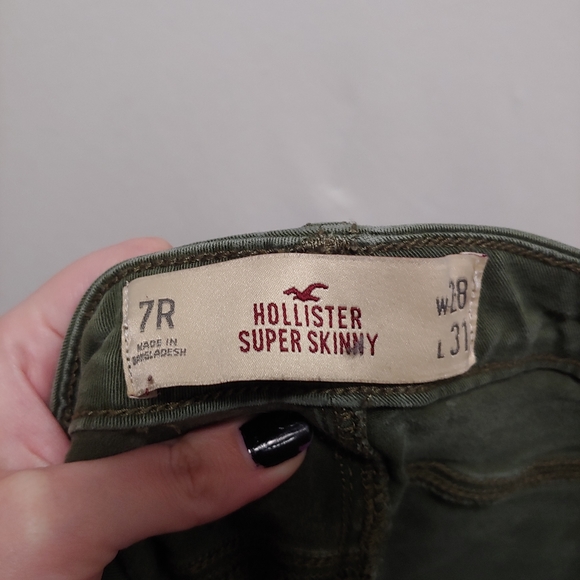 7R
MADE IN
BANGLADESH
HOLLISTER
SUPER SKINNY
W28
L31